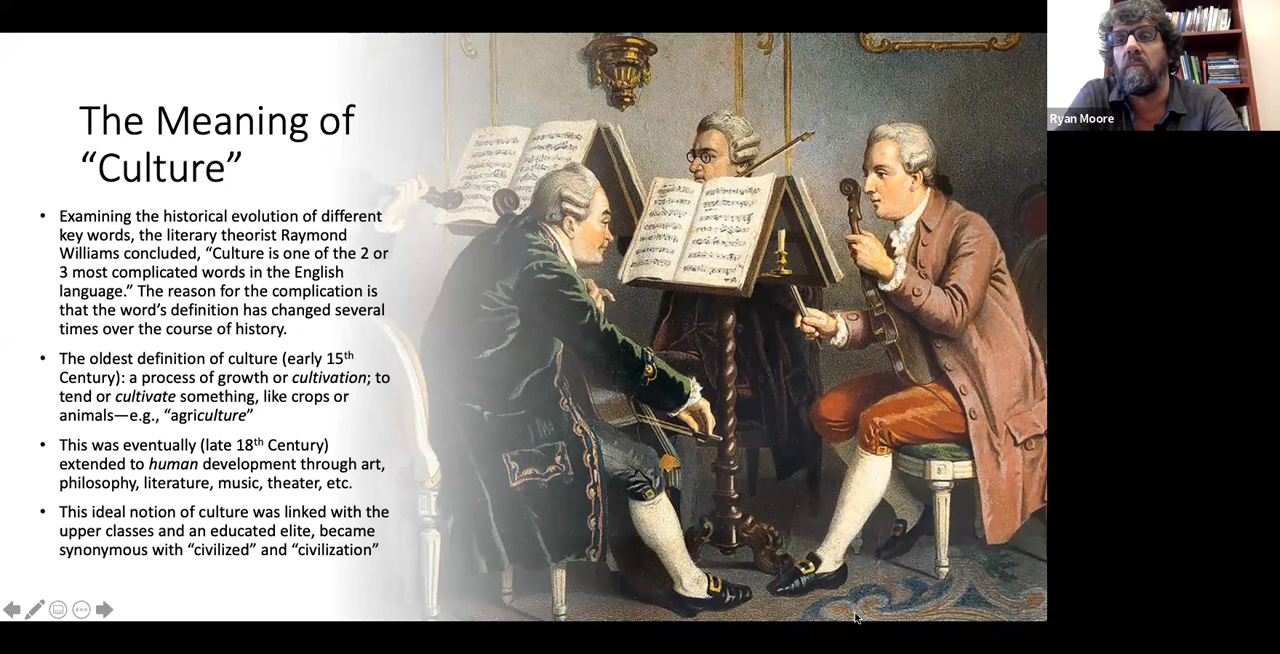 The Meaning of
“Culture”
• Examining the historical evolution of different
key words, the literary theorist Raymond
Williams concluded, “Culture is one of the 2 or
3 most complicated words in the English
language.” The reason for the complication is
that the word’s definition has changed several
times over the course of history.
• The oldest definition of culture (early 15th
Century): a process of growth or cultivation; to
tend or cultivate something, like crops or
animals—e.g., “agriculture”
• This was eventually (late 18th Century)
extended to human development through art,
philosophy, literature, music, theater, etc.
• This ideal notion of culture was linked with the
upper classes and an educated elite, became
synonymous with “civilized” and “civilization”
Ryan Moore